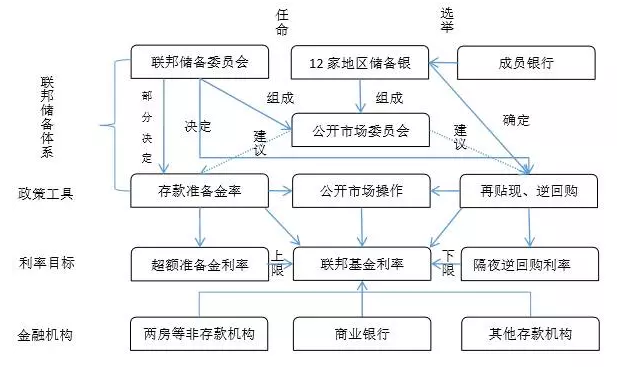 任命
选举
联邦储备委员会
12家地区储备银
成员银行
联邦储备体系
部分决定
决定
组成
组成
确定
公开市场委员会
建议
建议
政策工具
存款准备金率
公开市场操作
再贴现、逆回购
利率目标
超额准备金利率
上限
联邦基金利率
下限
隔夜逆回购利率
金融机构
两房等非存款机构
商业银行
其他存款机构